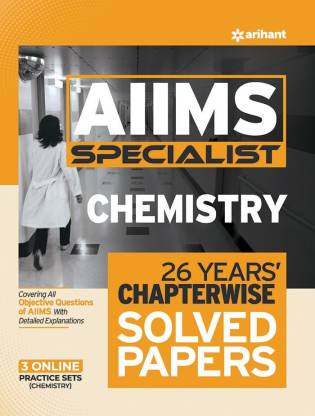 arihant
AIIMS
SPECIALIST
CHEMISTRY
26 YEARS'
CHAPTERWISE
SOLVED
PAPERS
Covering All
Objective Questions
of AIIMS With
Detailed Explanations
3 ONLINE
PRACTICE SETS
(CHEMISTRY)